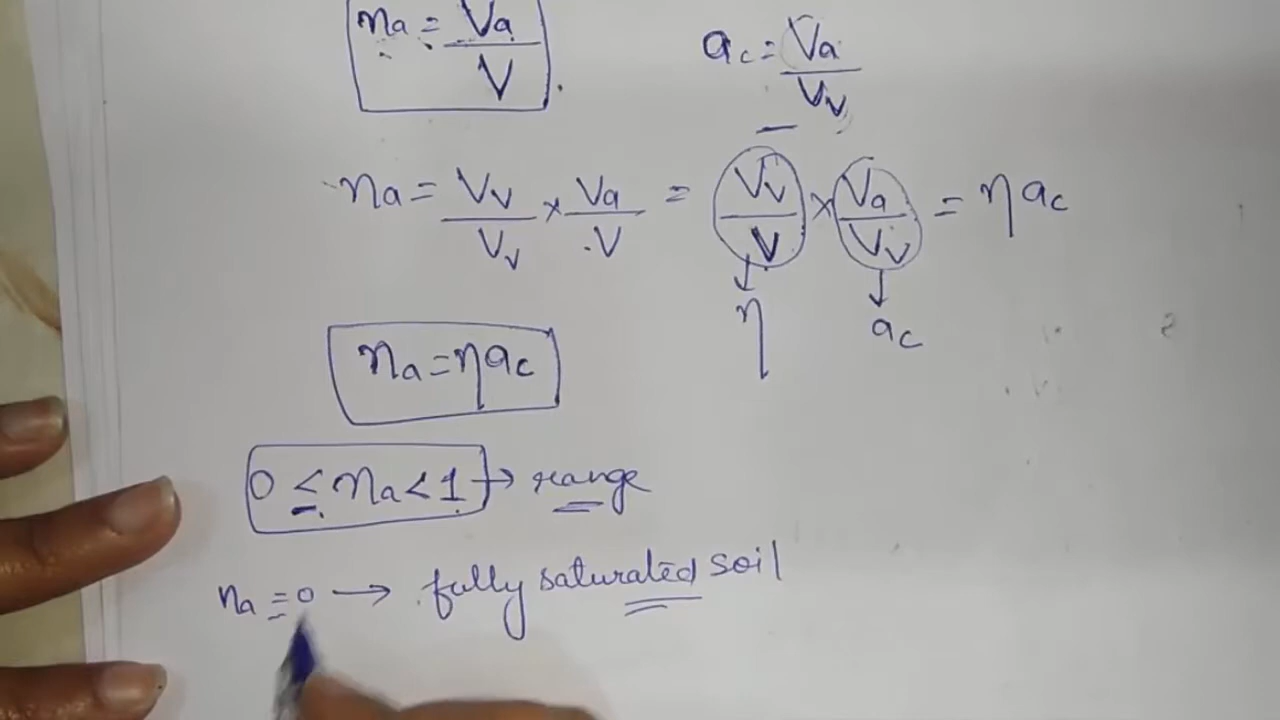 na = Va/V
ac = Va/Vv
na = Vv/Vv × Va/V = Vv/V × Va/Vv = η ac
η ac
na = η ac
0 ≤ na < 1 → range
na = 0 → fully saturated soil